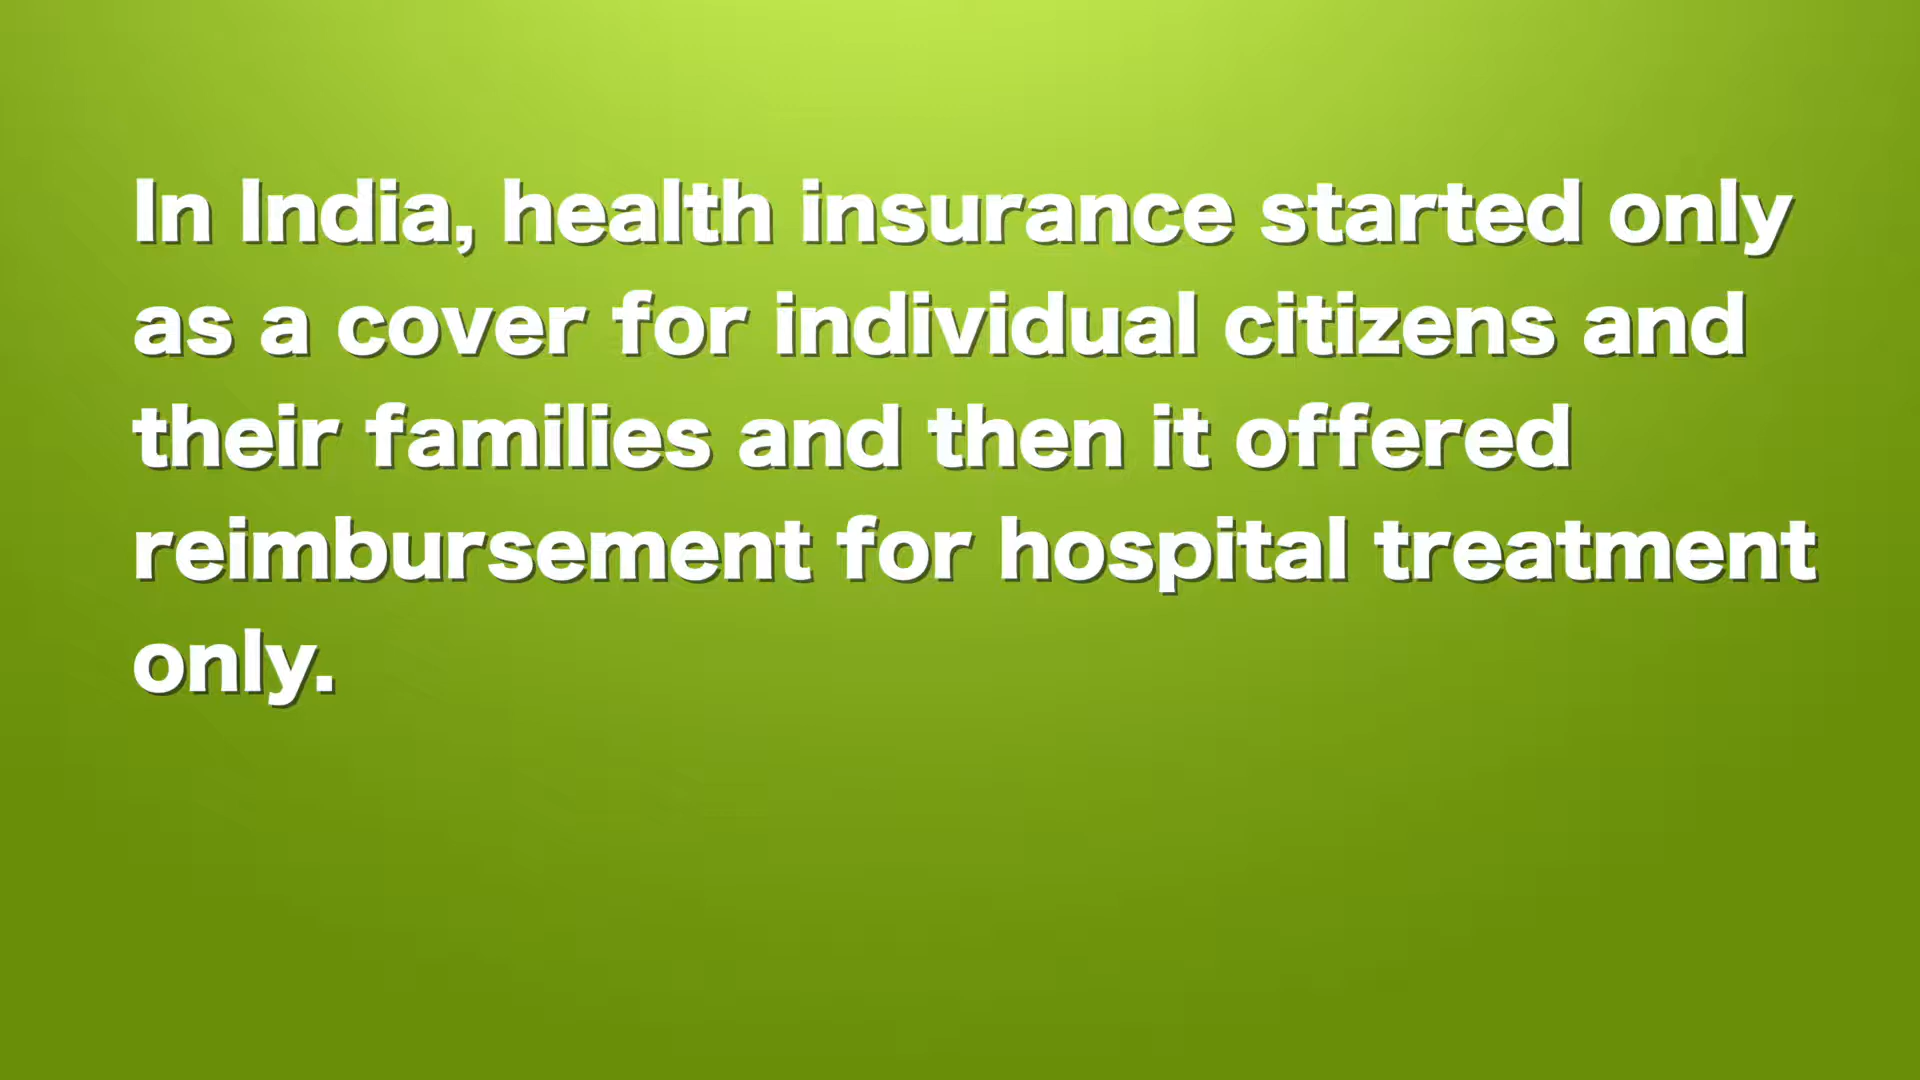 In India, health insurance started only
as a cover for individual citizens and
their families and then it offered
reimbursement for hospital treatment
only.